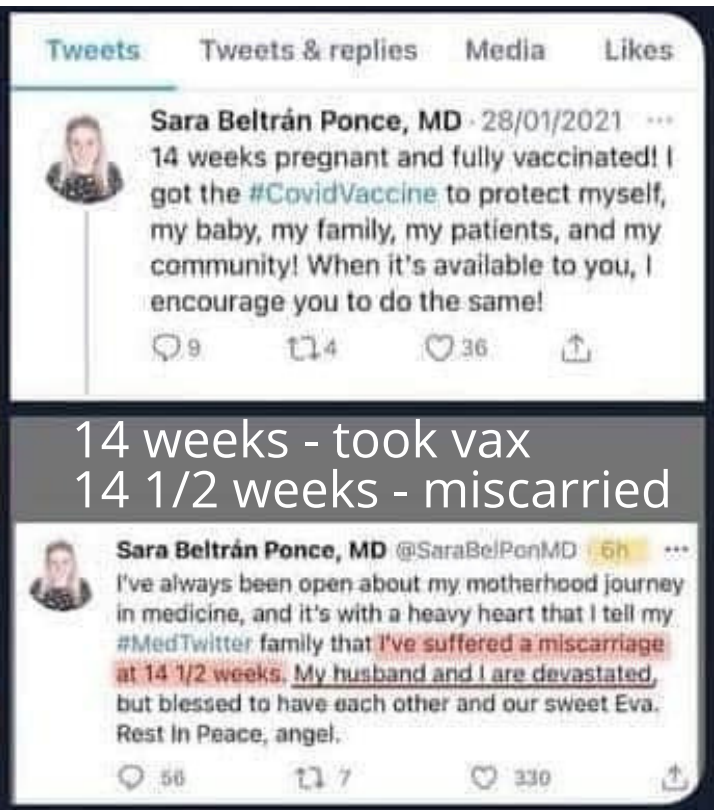 Tweets Tweets & replies Media Likes
Sara Beltrán Ponce, MD · 28/01/2021 ···
14 weeks pregnant and fully vaccinated! I
got the #CovidVaccine to protect myself,
my baby, my family, my patients, and my
community! When it's available to you, I
encourage you to do the same!
9 4 36
14 weeks - took vax
14 1/2 weeks - miscarried
Sara Beltrán Ponce, MD @SaraBelPonMD 6h ···
I've always been open about my motherhood journey
in medicine, and it's with a heavy heart that I tell my
#MedTwitter family that I've suffered a miscarriage
at 14 1/2 weeks. My husband and I are devastated,
but blessed to have each other and our sweet Eva.
Rest In Peace, angel.
56 7 330